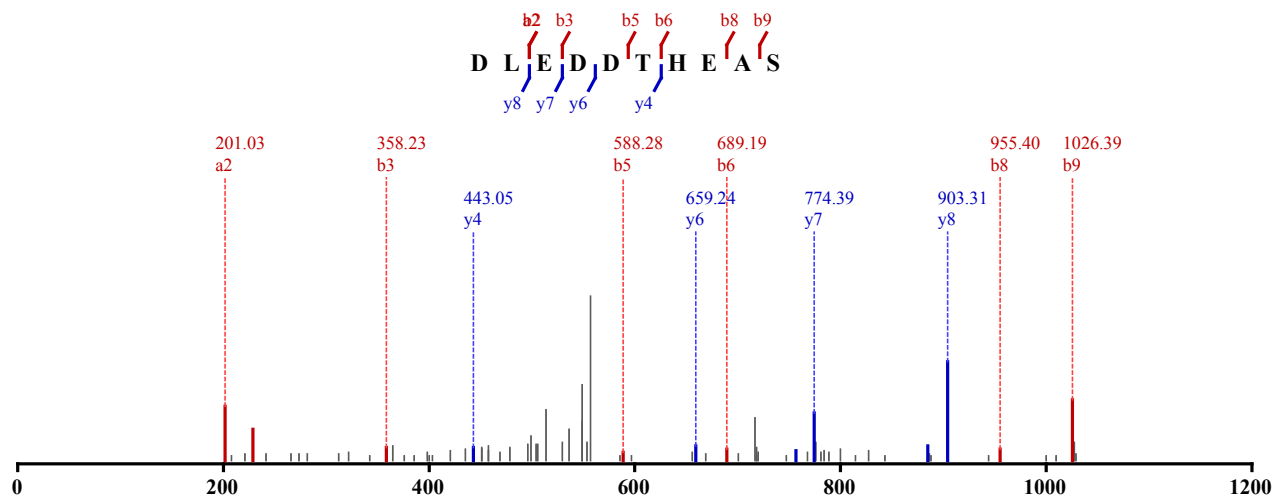 b2 b3 b5 b6 b8 b9
D L E D D T H E A S
y8 y7 y6 y4
201.03 358.23 588.28 689.19 955.40 1026.39
a2 b3 b5 b6 b8 b9
443.05 659.24 774.39 903.31
y4 y6 y7 y8
0 200 400 600 800 1000 1200